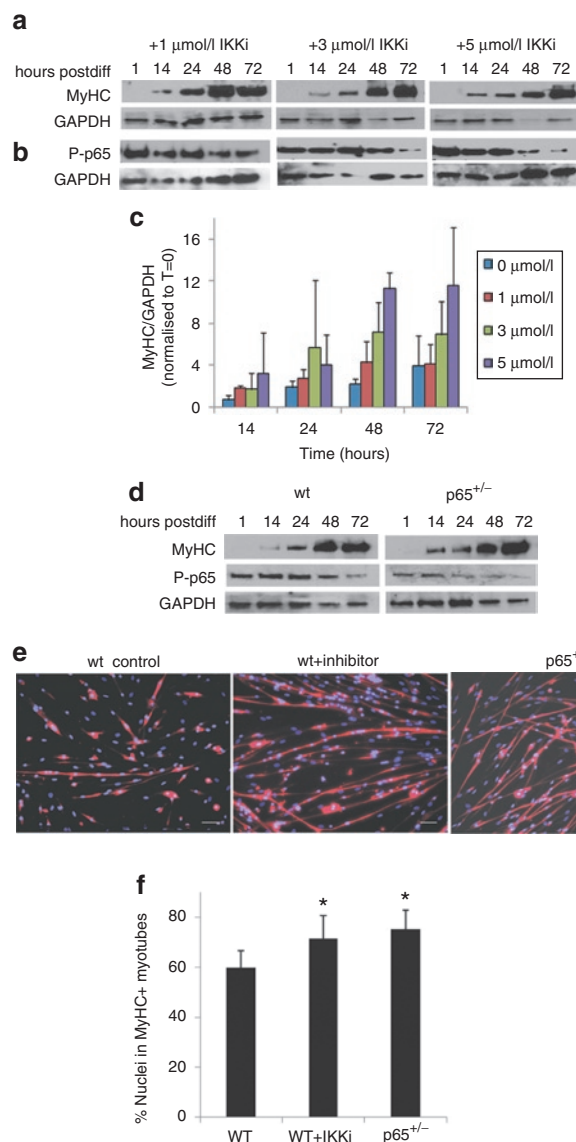 a
+1 μmol/l IKKi +3 μmol/l IKKi +5 μmol/l IKKi
hours postdiff 1 14 24 48 72 1 14 24 48 72 1 14 24 48 72
MyHC
GAPDH
b
P-p65
GAPDH
c
MyHC/GAPDH
(normalised to T=0)
16
12
8
4
0
14 24 48 72
Time (hours)
0 μmol/l
1 μmol/l
3 μmol/l
5 μmol/l
d
wt p65+/−
hours postdiff 1 14 24 48 72 1 14 24 48 72
MyHC
P-p65
GAPDH
e
wt control wt+inhibitor p65+
f
% Nuclei in MyHC+ myotubes
80
60
40
20
0
* *
WT WT+IKKi p65+/−